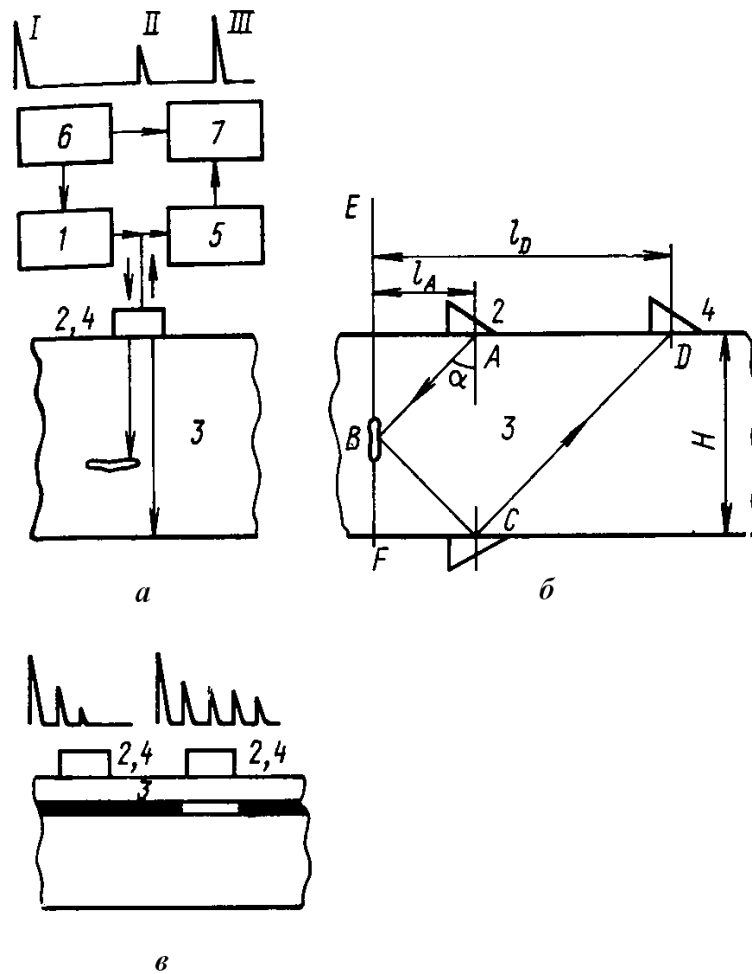 I II III
6 7
1 5
2, 4
3
а
E
l_D
l_A
2 4
A D
α
B 3 H
C
F
б
2,4 2,4
3
в